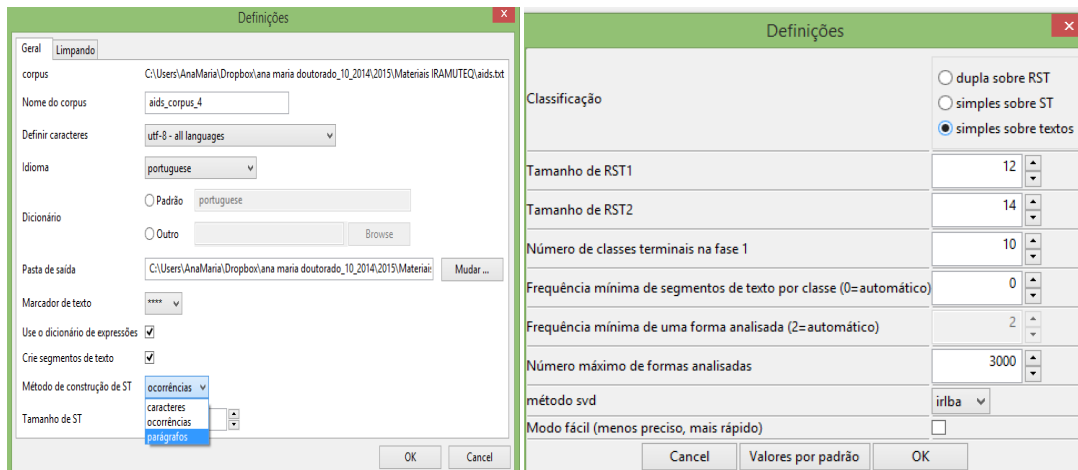 Definições
x
Geral Limpando
corpus C:\Users\AnaMaria\Dropbox\ana maria doutorado_10_2014\2015\Materiais IRAMUTEQ\aids.txt
Nome do corpus aids_corpus_4
Definir caracteres utf-8 - all languages
Idioma portuguese
Dicionário
Padrão portuguese
Outro Browse
Pasta de saída C:\Users\AnaMaria\Dropbox\ana maria doutorado_10_2014\2015\Materiais Mudar ...
Marcador de texto ****
Use o dicionário de expressões
Crie segmentos de texto
Método de construção de ST ocorrências
caracteres
Tamanho de ST ocorrências
parágrafos
OK Cancel
Definições
x
Classificação
dupla sobre RST
simples sobre ST
simples sobre textos
Tamanho de RST1 12
Tamanho de RST2 14
Número de classes terminais na fase 1 10
Frequência mínima de segmentos de texto por classe (0=automático) 0
Frequência mínima de uma forma analisada (2=automático) 2
Número máximo de formas analisadas 3000
método svd irlba
Modo fácil (menos preciso, mais rápido)
Cancel Valores por padrão OK